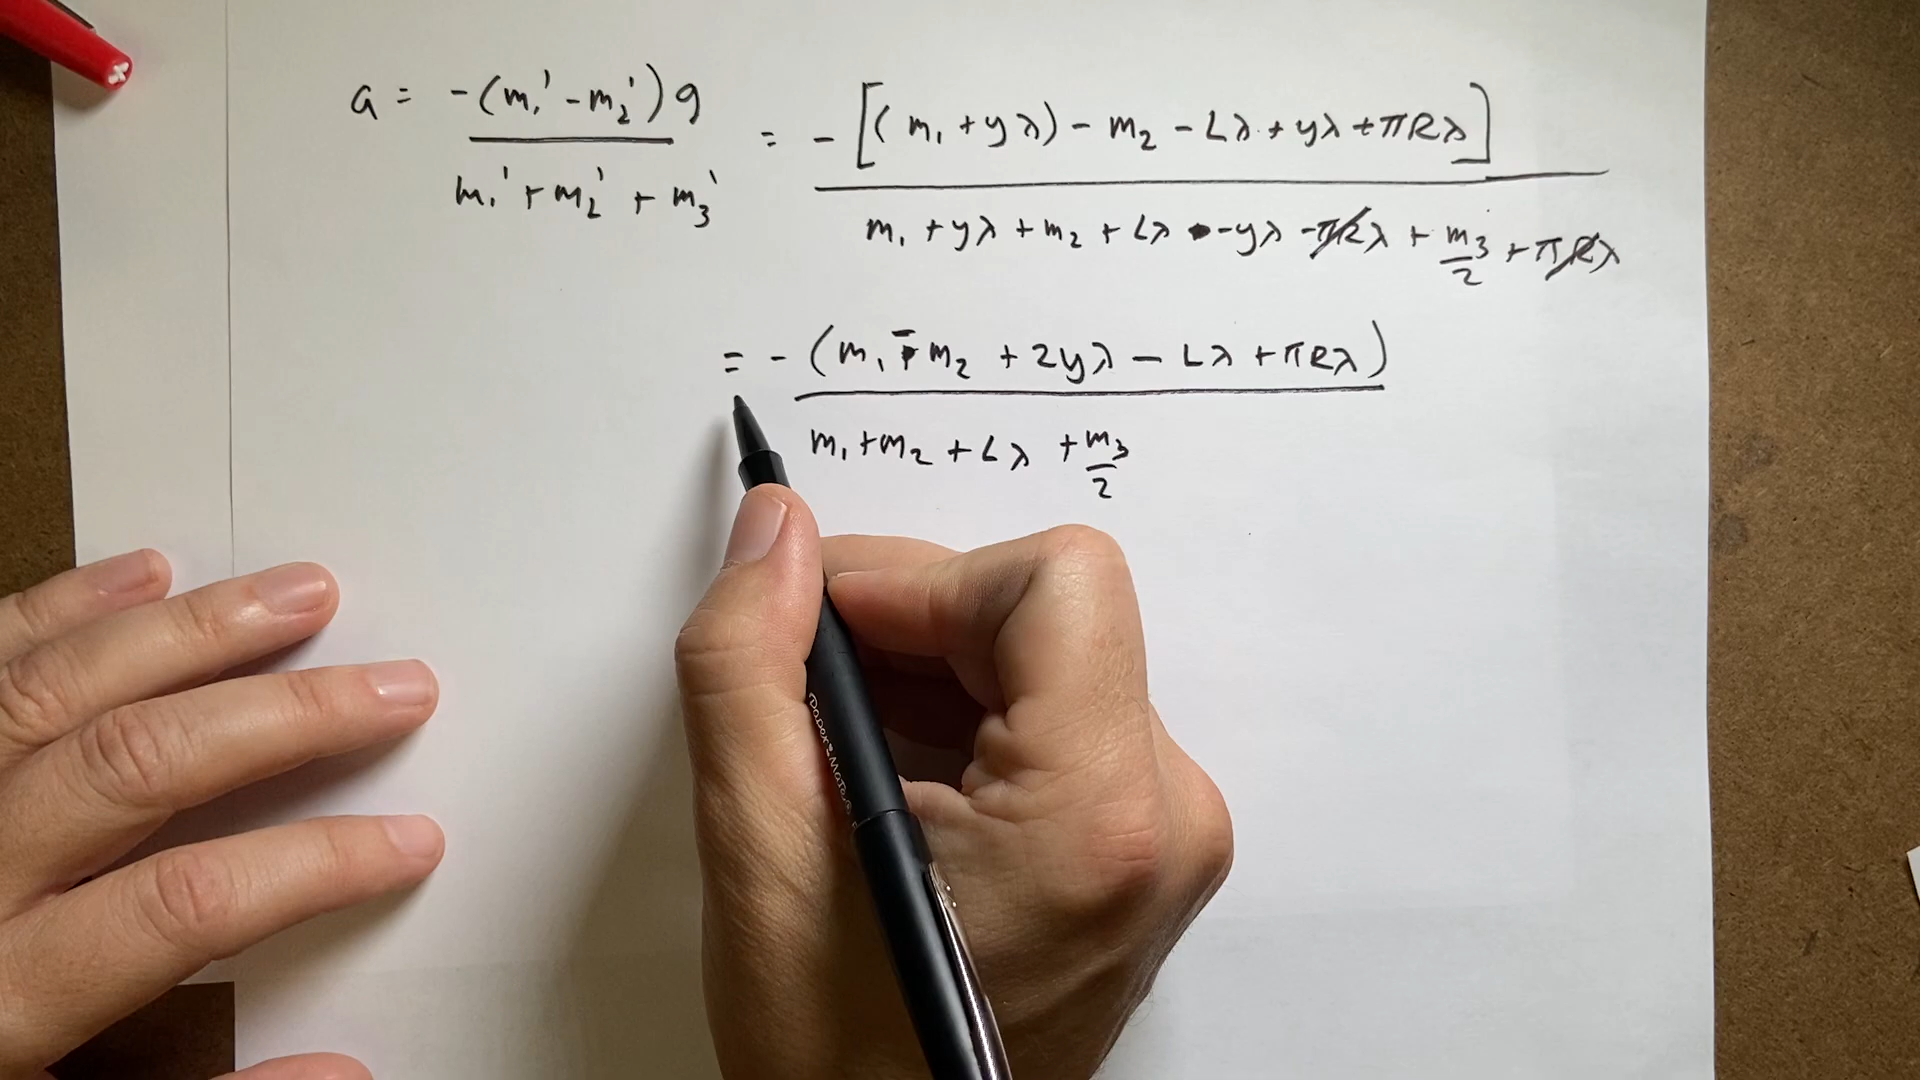 a = -(m₁' - m₂')g / m₁' + m₂' + m₃' = -[(m₁ + yλ) - m₂ - Lλ + yλ + πRλ] / m₁ + yλ + m₂ + Lλ - yλ - πRλ + m₃/2 + πRλ
= -(m₁ - m₂ + 2yλ - Lλ + πRλ) / m₁ + m₂ + Lλ + m₃/2
PaperMate